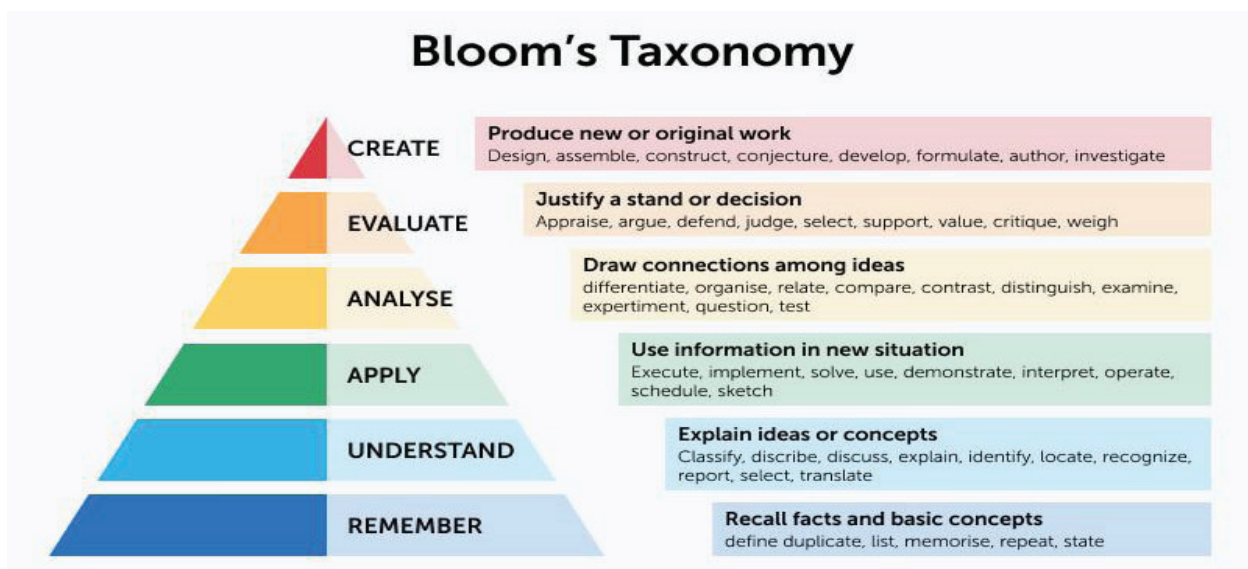 Bloom’s Taxonomy
CREATE
Produce new or original work
Design, assemble, construct, conjecture, develop, formulate, author, investigate
EVALUATE
Justify a stand or decision
Appraise, argue, defend, judge, select, support, value, critique, weigh
ANALYSE
Draw connections among ideas
differentiate, organise, relate, compare, contrast, distinguish, examine,
expertiment, question, test
APPLY
Use information in new situation
Execute, implement, solve, use, demonstrate, interpret, operate,
schedule, sketch
UNDERSTAND
Explain ideas or concepts
Classify, discribe, discuss, explain, identify, locate, recognize,
report, select, translate
REMEMBER
Recall facts and basic concepts
define duplicate, list, memorise, repeat, state